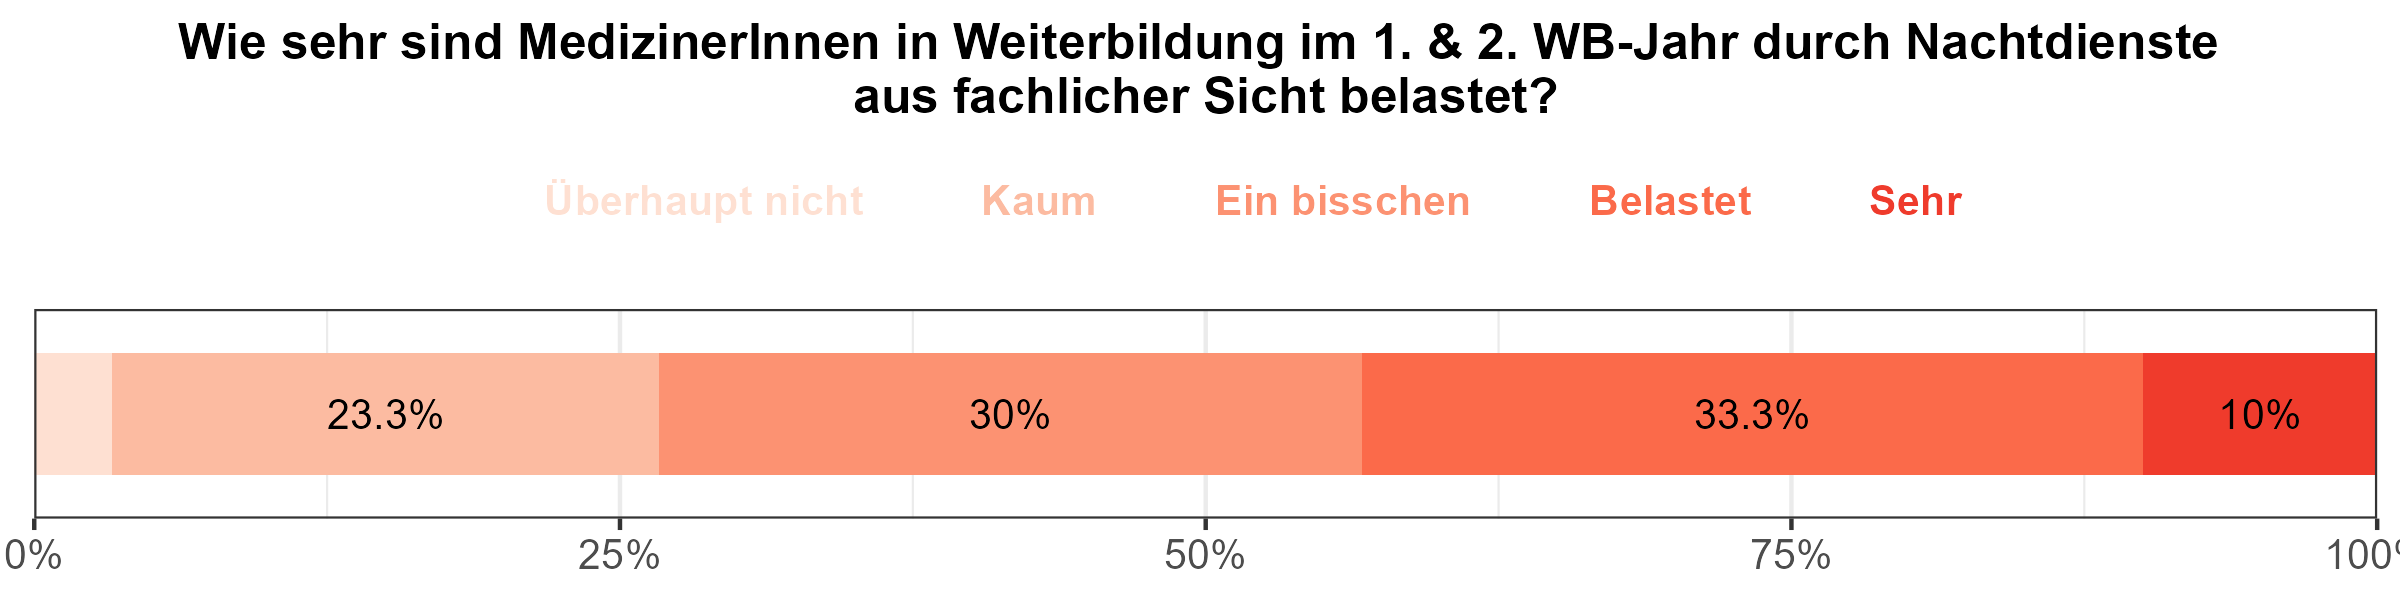 Wie sehr sind MedizinerInnen in Weiterbildung im 1. & 2. WB-Jahr durch Nachtdienste
aus fachlicher Sicht belastet?
Überhaupt nicht Kaum Ein bisschen Belastet Sehr
23.3% 30% 33.3% 10%
0% 25% 50% 75% 100%